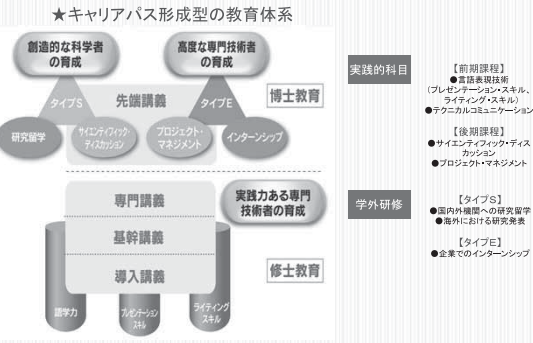 ★キャリアパス形成型の教育体系
創造的な科学者
の育成
高度な専門技術者
の育成
タイプS
先端講義
タイプE
博士教育
研究留学
サイエンティフィック・
ディスカッション
プロジェクト・
マネジメント
インターンシップ
専門講義
実践力ある専門
技術者の育成
基幹講義
導入講義
修士教育
語学力
プレゼンテーション
スキル
ライティング
スキル
実践的科目
【前期課程】
●言語表現技術
(プレゼンテーション・スキル、
ライティング・スキル)
●テクニカルコミュニケーション
【後期課程】
●サイエンティフィック・ディス
カッション
●プロジェクト・マネジメント
学外研修
【タイプS】
●国内外機関への研究留学
●海外における研究発表
【タイプE】
●企業でのインターンシップ